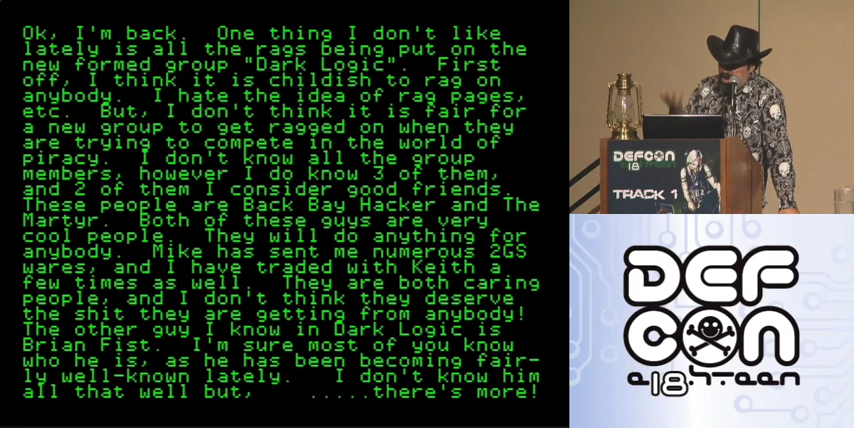 Ok, I'm back.  One thing I don't like
lately is all the rags being put on the
new formed group "Dark Logic".  First
off, I think it is childish to rag on
anybody.  I hate the idea of rag pages,
etc.  But, I don't think it is fair for
a new group to get ragged on when they
are trying to compete in the world of
piracy.  I don't know all the group
members, however I do know 3 of them,
and 2 of them I consider good friends.
These people are Back Bay Hacker and The
Martyr.  Both of these guys are very
cool people.  They will do anything for
anybody.  Mike has sent me numerous 2GS
wares, and I have traded with Keith a
few times as well.  They are both caring
people, and I don't think they deserve
the shit they are getting from anybody!
The other guy I know in Dark Logic is
Brian Fist.  I'm sure most of you know
who he is, as he has been becoming fair-
ly well-known lately.   I don't know him
all that well but,     .....there's more!
DEFCON
18
TRACK 1
DEF
CON
e18hteen